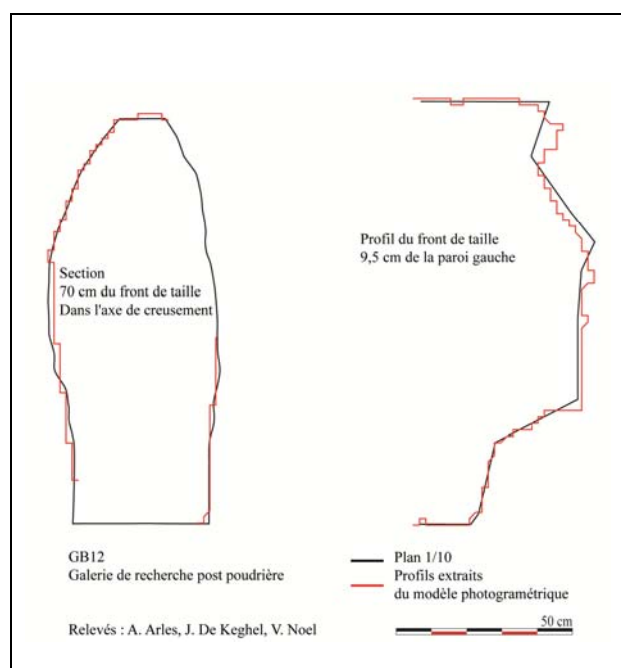 Section
70 cm du front de taille
Dans l'axe de creusement
Profil du front de taille
9,5 cm de la paroi gauche
GB12
Galerie de recherche post poudrière
Relevés : A. Arles, J. De Keghel, V. Noel
Plan 1/10
Profils extraits
du modèle photogramétrique
50 cm